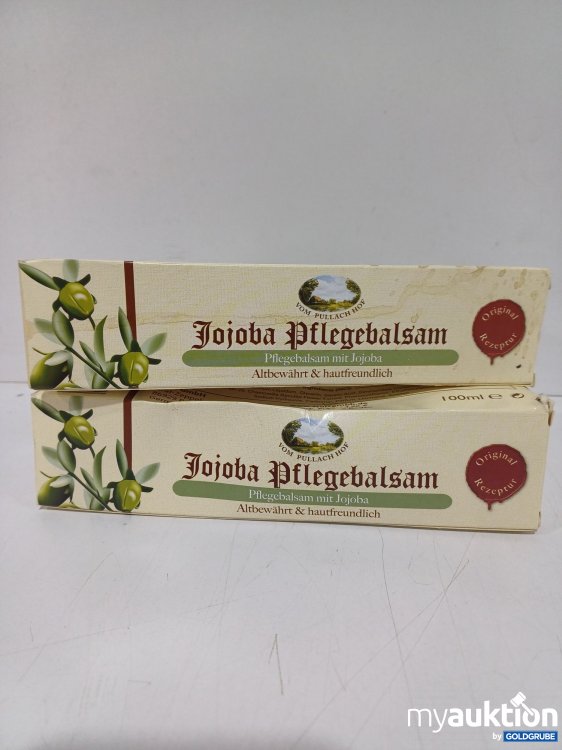 VOM PULLACH HOF
Jojoba Pflegebalsam
Pflegebalsam mit Jojoba
Altbewährt & hautfreundlich
Original
Rezeptur
100ml e
VOM PULLACH HOF
Jojoba Pflegebalsam
Pflegebalsam mit Jojoba
Altbewährt & hautfreundlich
Original
Rezeptur
myauktion
by GOLDGRUBE